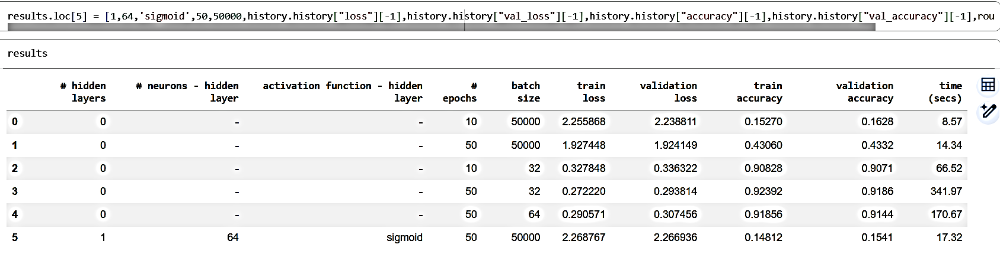 results.loc[5] = [1,64,'sigmoid',50,50000,history.history["loss"][-1],history.history["val_loss"][-1],history.history["accuracy"][-1],history.history["val_accuracy"][-1],rou
results
# hidden layers # neurons - hidden layer activation function - hidden layer # epochs batch size train loss validation loss train accuracy validation accuracy time (secs)
0 0 - - 10 50000 2.255868 2.238811 0.15270 0.1628 8.57
1 0 - - 50 50000 1.927448 1.924149 0.43060 0.4332 14.34
2 0 - - 10 32 0.327848 0.336322 0.90828 0.9071 66.52
3 0 - - 50 32 0.272220 0.293814 0.92392 0.9186 341.97
4 0 - - 50 64 0.290571 0.307456 0.91856 0.9144 170.67
5 1 64 sigmoid 50 50000 2.268767 2.266936 0.14812 0.1541 17.32